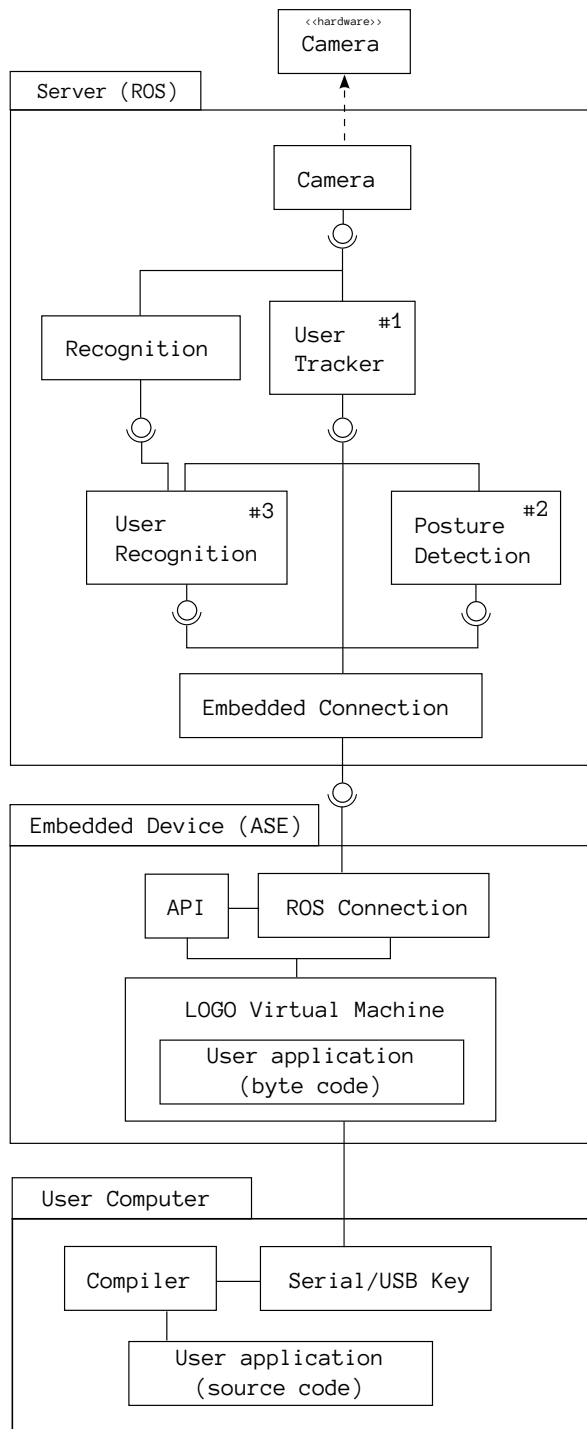 <<hardware>>
Camera
Server (ROS)
Camera
Recognition
#1
User
Tracker
#3
User
Recognition
#2
Posture
Detection
Embedded Connection
Embedded Device (ASE)
API
ROS Connection
LOGO Virtual Machine
User application
(byte code)
User Computer
Compiler
Serial/USB Key
User application
(source code)